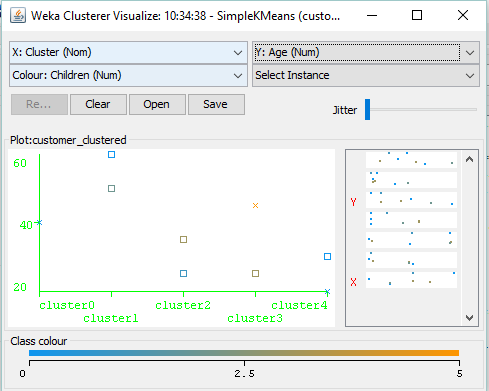 Weka Clusterer Visualize: 10:34:38 - SimpleKMeans (custo...
X: Cluster (Nom) Y: Age (Num)
Colour: Children (Num) Select Instance
Re... Clear Open Save Jitter
Plot:customer_clustered
60
40
20
Y
X
cluster0 cluster2 cluster4
cluster1 cluster3
Class colour
0 2.5 5